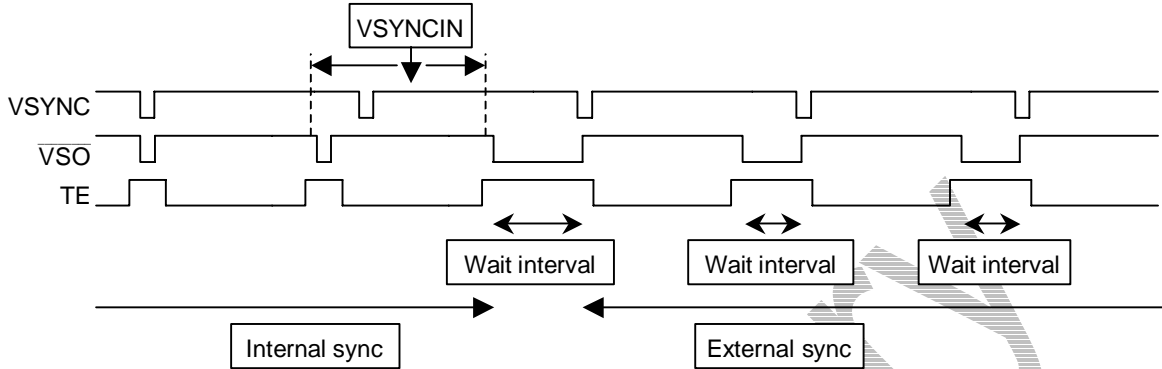 VSYNCIN
VSYNC
VSO
TE
Wait interval
Wait interval
Wait interval
Internal sync
External sync